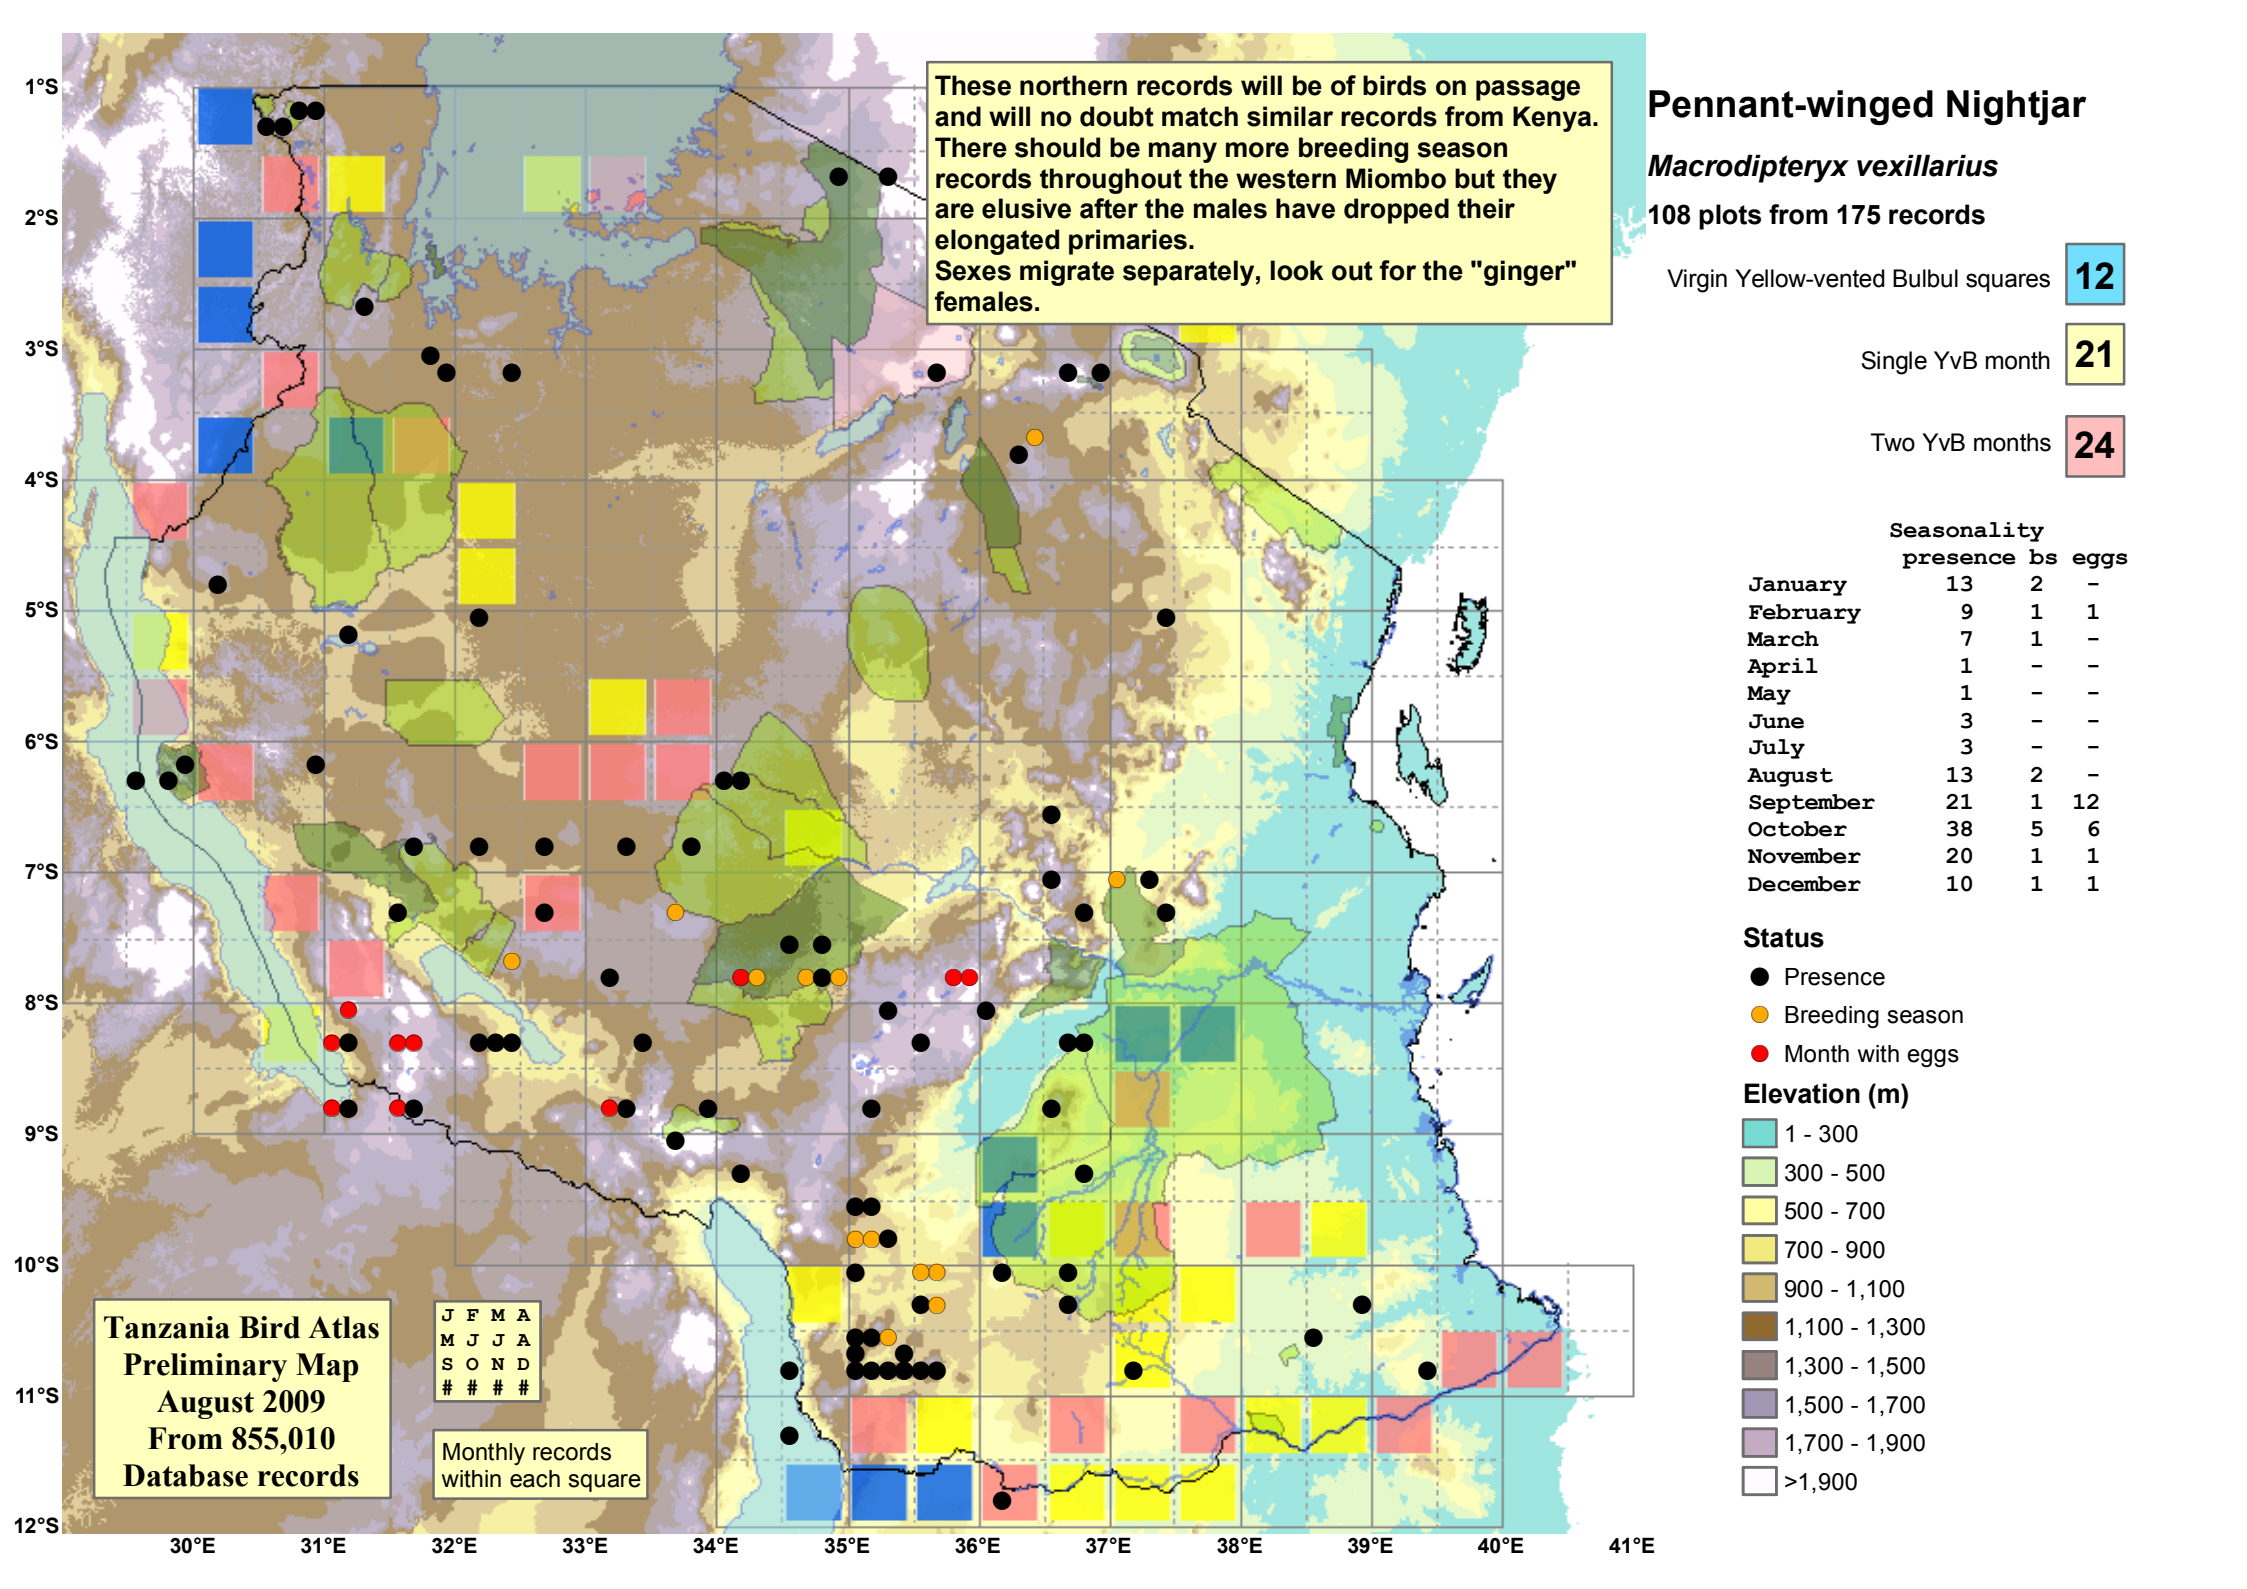 1°S
2°S
3°S
4°S
5°S
6°S
7°S
8°S
9°S
10°S
11°S
12°S
30°E
31°E
32°E
33°E
34°E
35°E
36°E
37°E
38°E
39°E
40°E
41°E
These northern records will be of birds on passage
and will no doubt match similar records from Kenya.
There should be many more breeding season
records throughout the western Miombo but they
are elusive after the males have dropped their
elongated primaries.
Sexes migrate separately, look out for the "ginger"
females.
Tanzania Bird Atlas
Preliminary Map
August 2009
From 855,010
Database records
J F M A
M J J A
S O N D
# # # #
Monthly records
within each square
Pennant-winged Nightjar
Macrodipteryx vexillarius
108 plots from 175 records
Virgin Yellow-vented Bulbul squares 12
Single YvB month 21
Two YvB months 24
Seasonality
presence bs eggs
January 13 2 -
February 9 1 1
March 7 1 -
April 1 - -
May 1 - -
June 3 - -
July 3 - -
August 13 2 -
September 21 1 12
October 38 5 6
November 20 1 1
December 10 1 1
Status
Presence
Breeding season
Month with eggs
Elevation (m)
1 - 300
300 - 500
500 - 700
700 - 900
900 - 1,100
1,100 - 1,300
1,300 - 1,500
1,500 - 1,700
1,700 - 1,900
>1,900